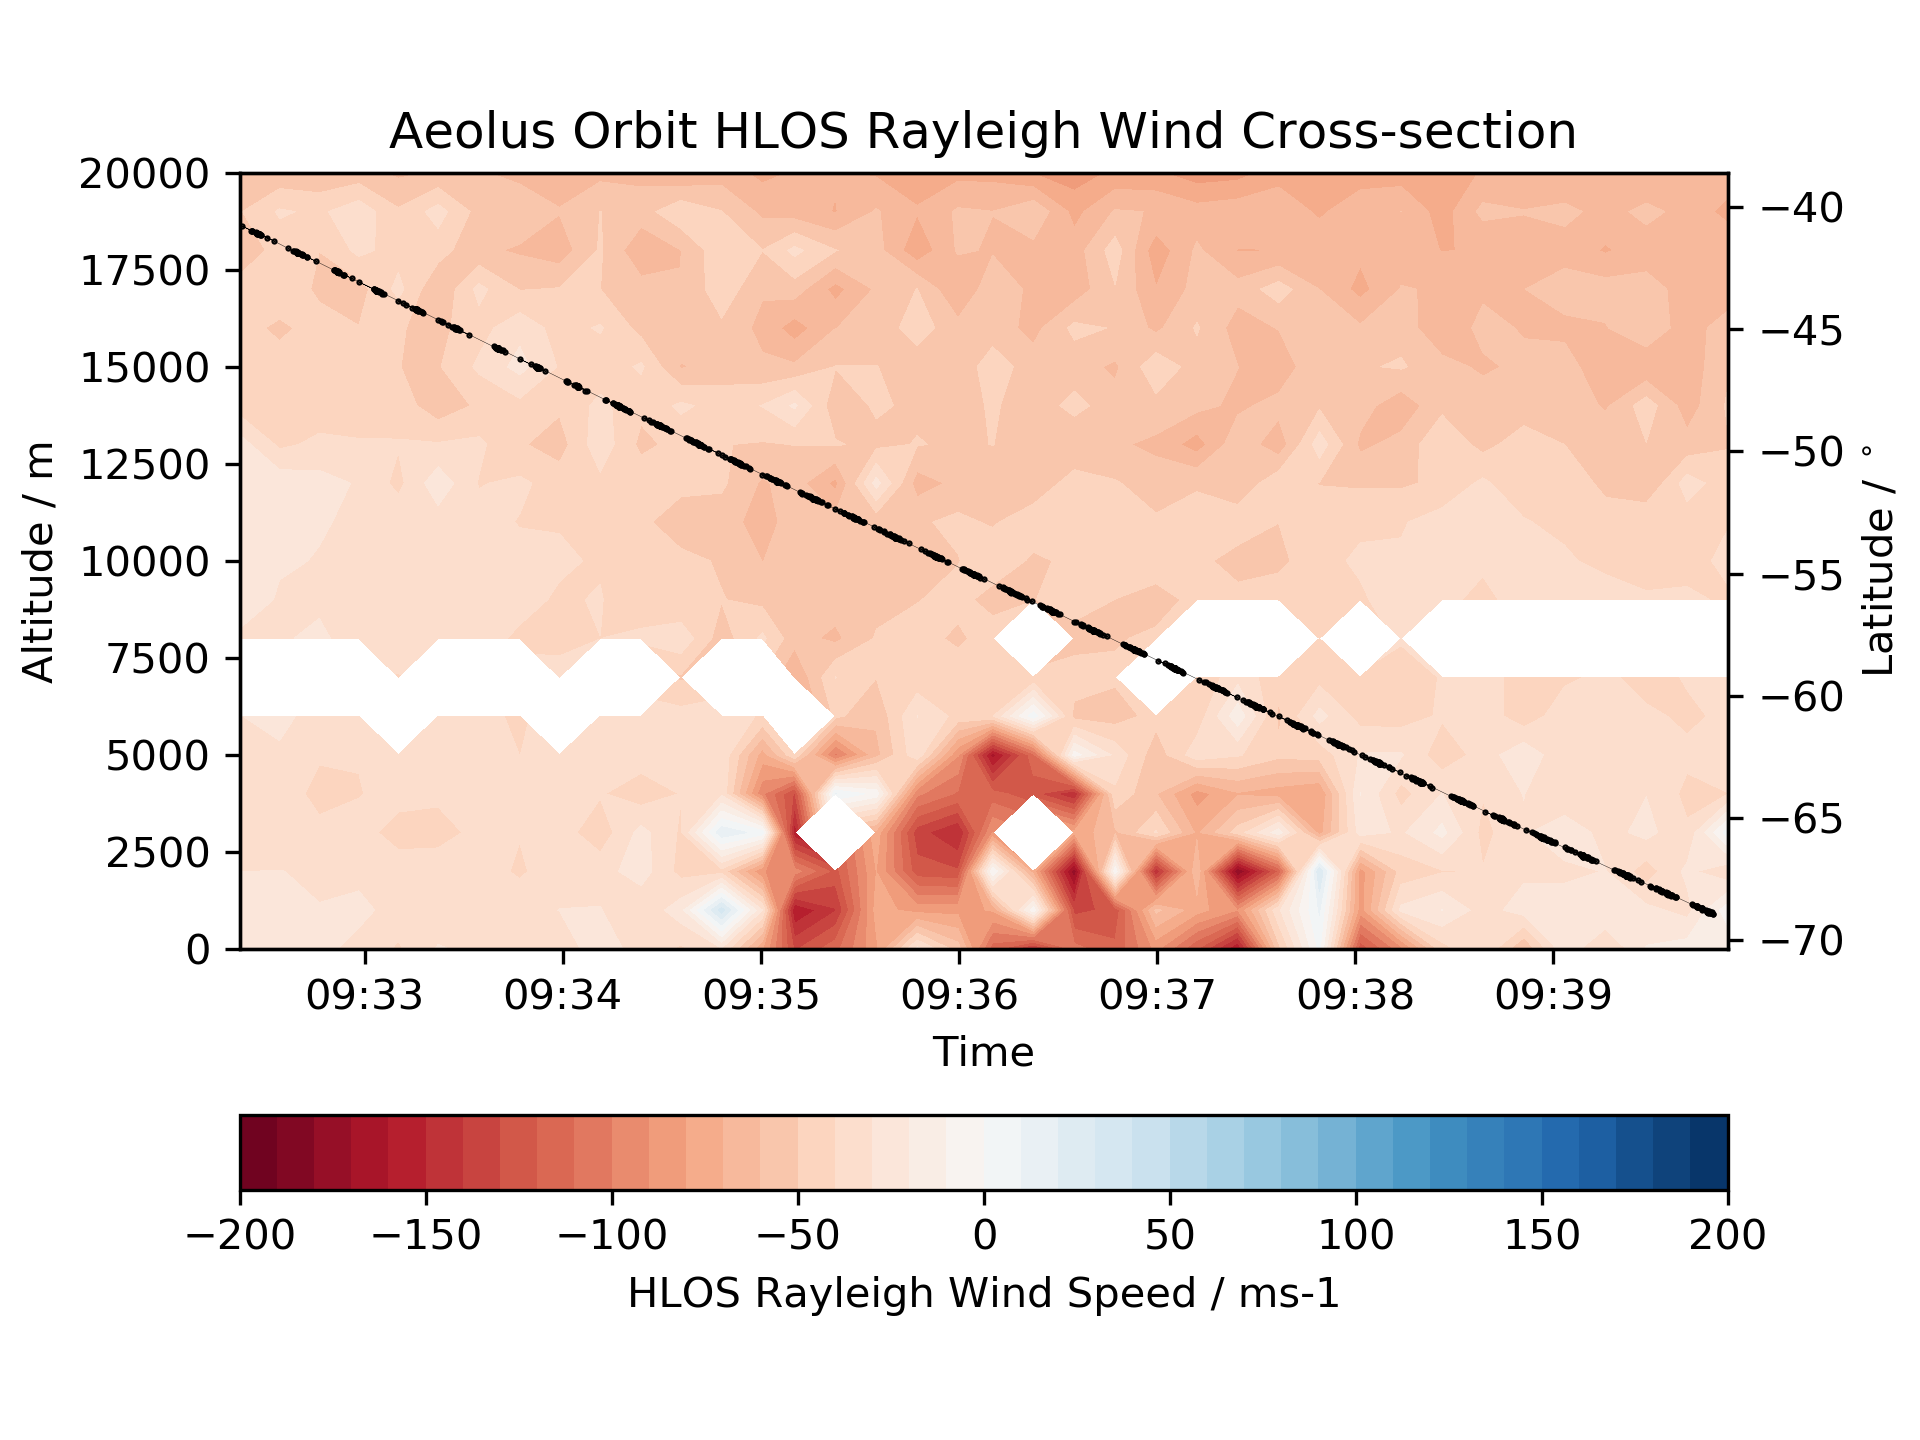 Aeolus Orbit HLOS Rayleigh Wind Cross-section
20000
17500
15000
12500
10000
7500
5000
2500
0
Altitude / m
−40
−45
−50
−55
−60
−65
−70
Latitude / °
09:33 09:34 09:35 09:36 09:37 09:38 09:39
Time
−200 −150 −100 −50 0 50 100 150 200
HLOS Rayleigh Wind Speed / ms-1